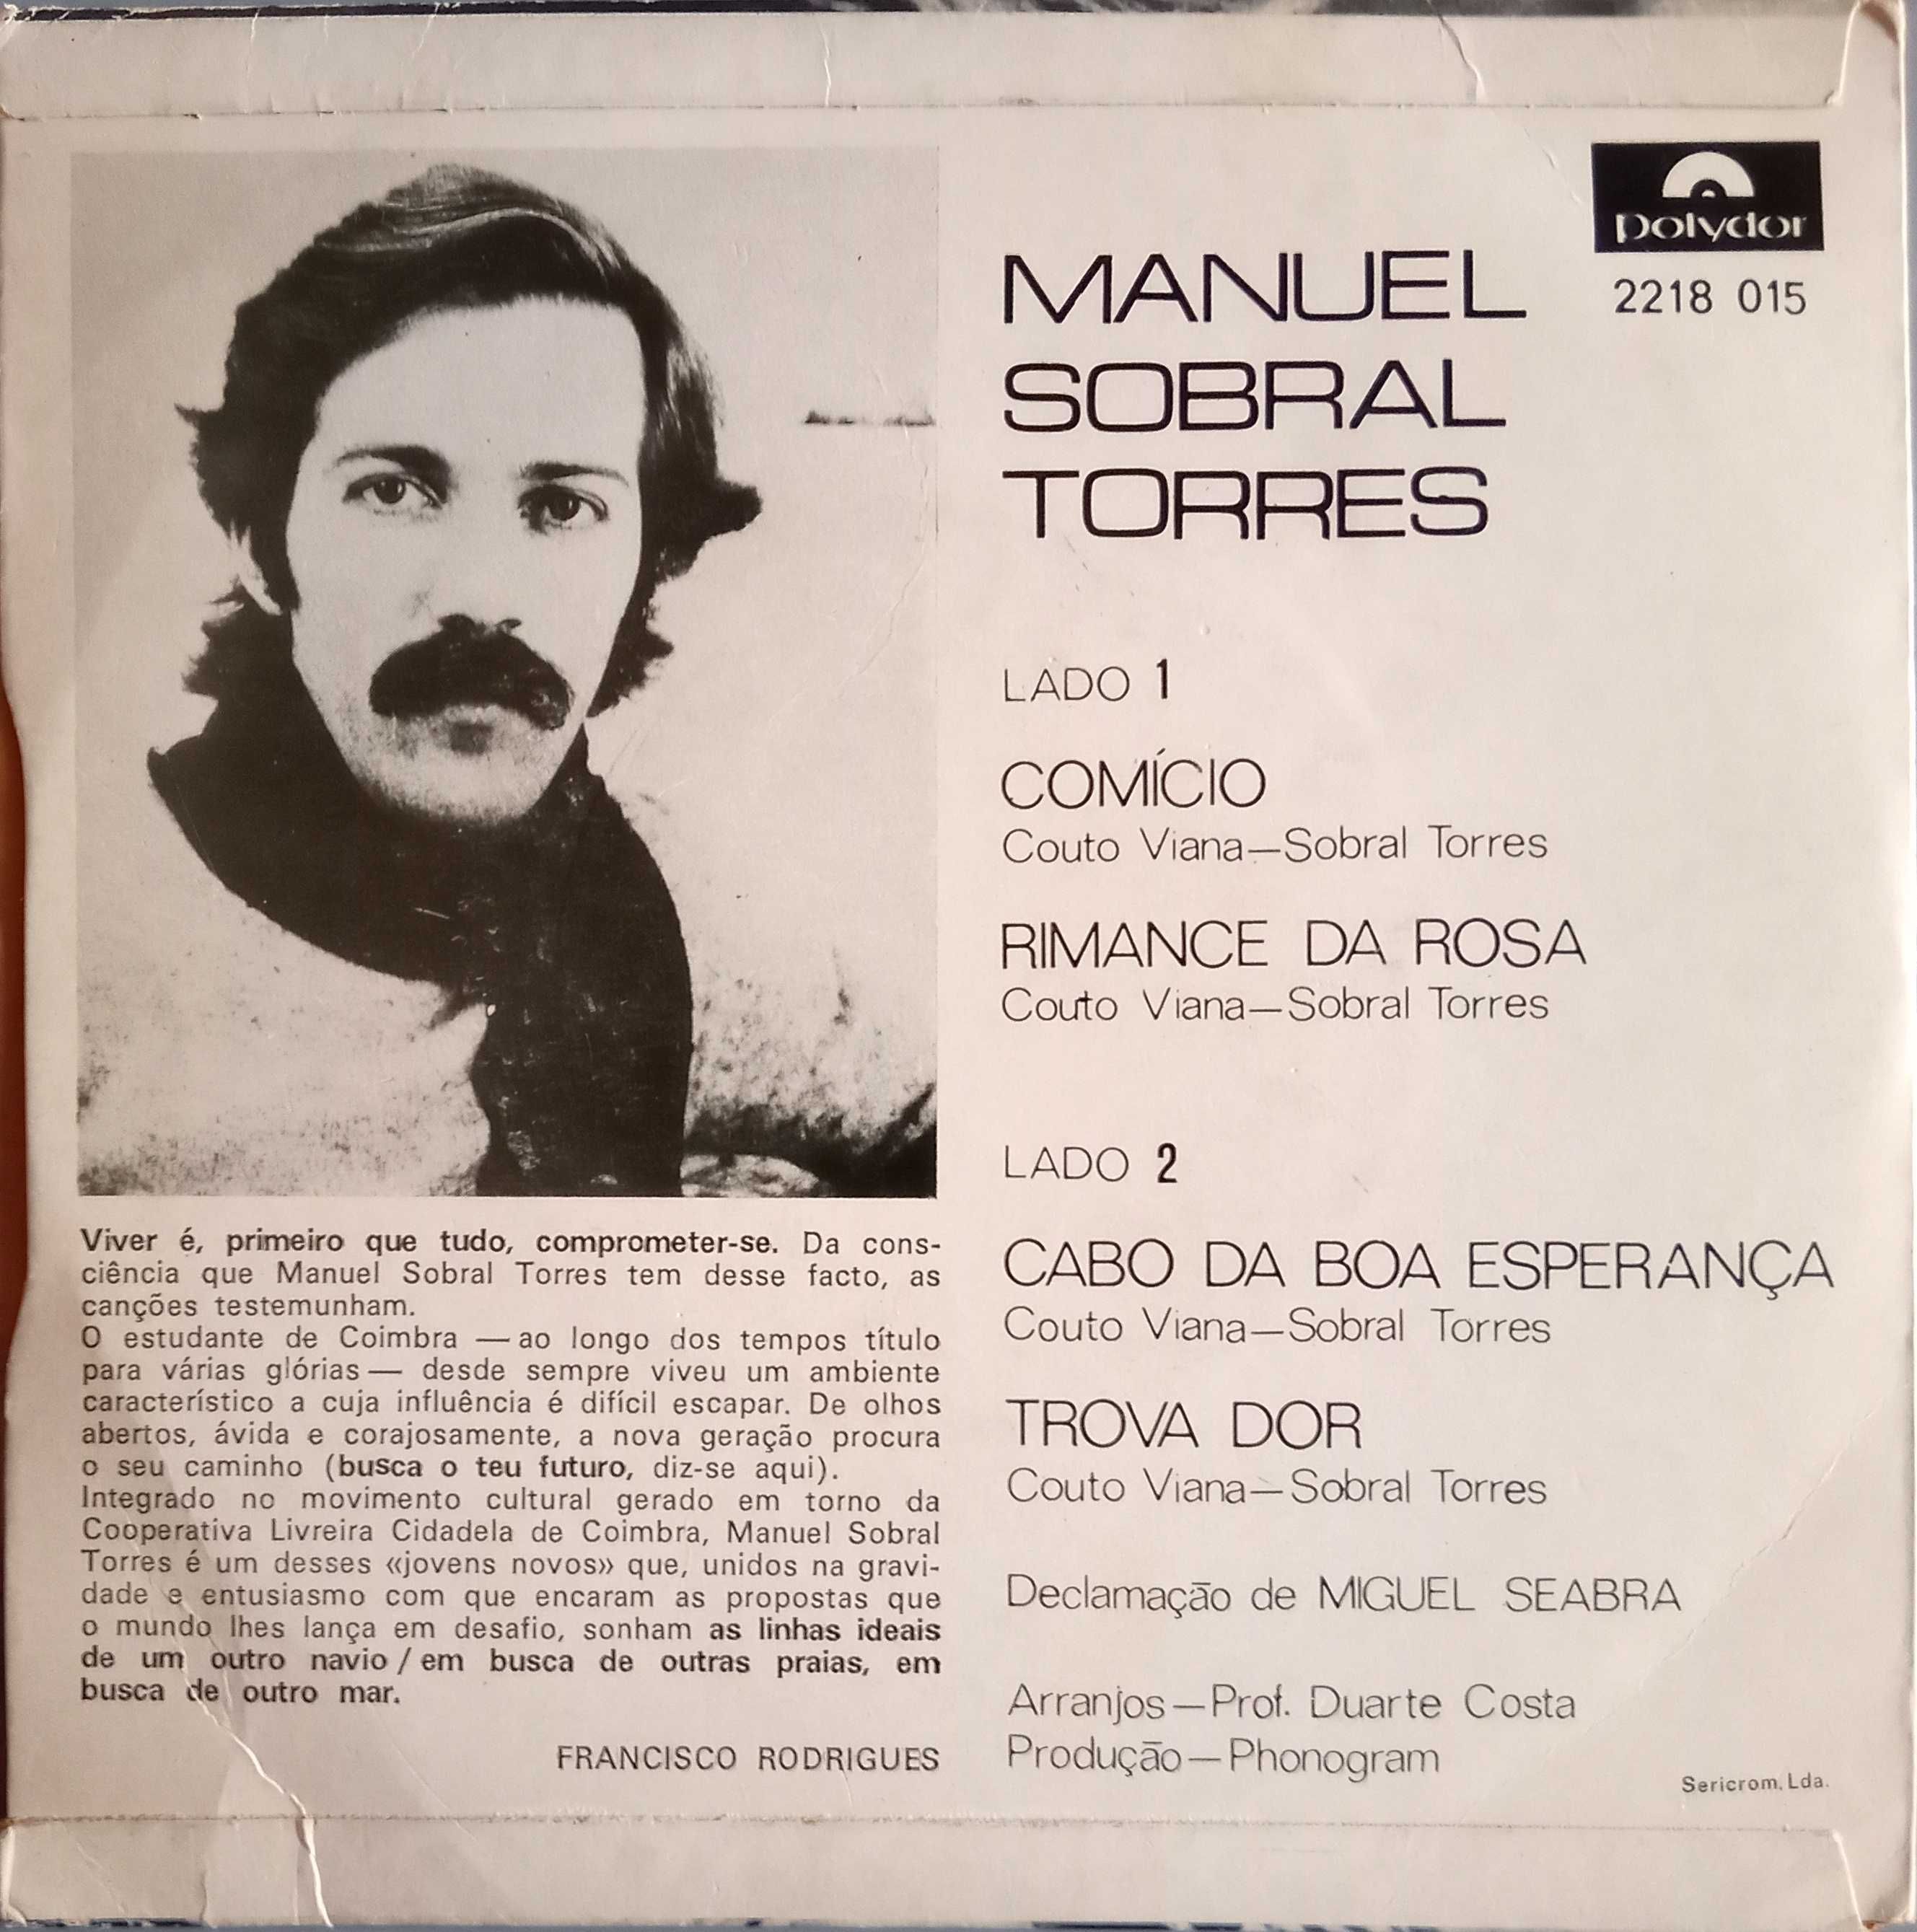 polydor
2218 015
MANUEL
SOBRAL
TORRES
LADO 1
COMÍCIO
Couto Viana—Sobral Torres
RIMANCE DA ROSA
Couto Viana—Sobral Torres
LADO 2
CABO DA BOA ESPERANÇA
Couto Viana—Sobral Torres
TROVA DOR
Couto Viana—Sobral Torres
Declamação de MIGUEL SEABRA
Arranjos—Prof. Duarte Costa
Produção—Phonogram
Sericrom, Lda.
Viver é, primeiro que tudo, comprometer-se. Da cons-
ciência que Manuel Sobral Torres tem desse facto, as
canções testemunham.
O estudante de Coimbra —ao longo dos tempos título
para várias glórias— desde sempre viveu um ambiente
característico a cuja influência é difícil escapar. De olhos
abertos, ávida e corajosamente, a nova geração procura
o seu caminho (busca o teu futuro, diz-se aqui).
Integrado no movimento cultural gerado em torno da
Cooperativa Livreira Cidadela de Coimbra, Manuel Sobral
Torres é um desses «jovens novos» que, unidos na gravi-
dade e entusiasmo com que encaram as propostas que
o mundo lhes lança em desafio, sonham as linhas ideais
de um outro navio / em busca de outras praias, em
busca de outro mar.
FRANCISCO RODRIGUES